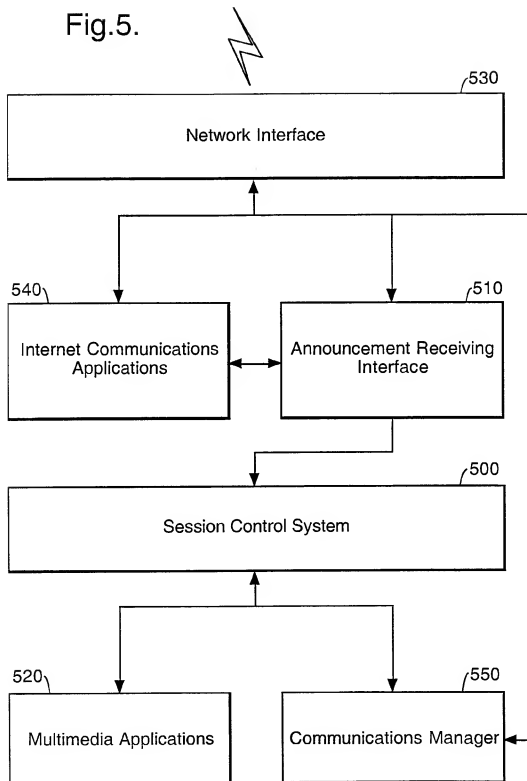 Fig.5.
530
Network Interface
540
Internet Communications
Applications
510
Announcement Receiving
Interface
500
Session Control System
520
Multimedia Applications
550
Communications Manager